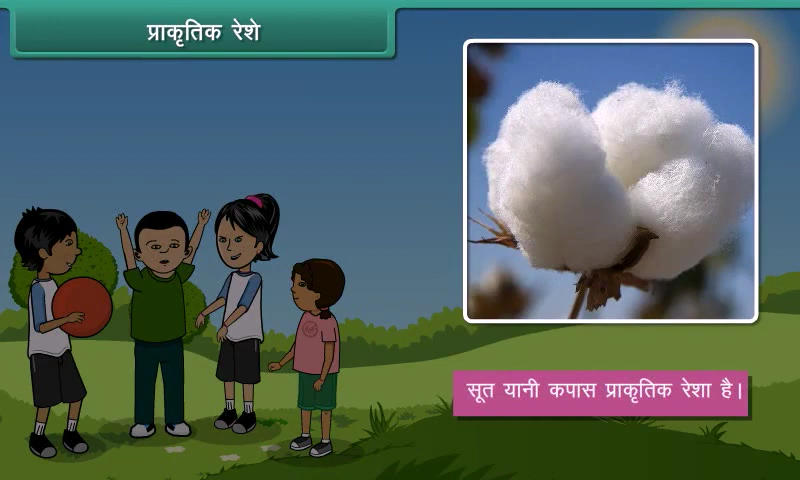 प्राकृतिक रेशे
सूत यानी कपास प्राकृतिक रेशा है।